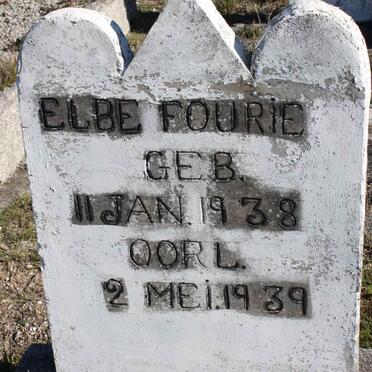 ELBE FOURIE
GEB.
11 JAN. 1938
OORL.
2 MEI. 1939